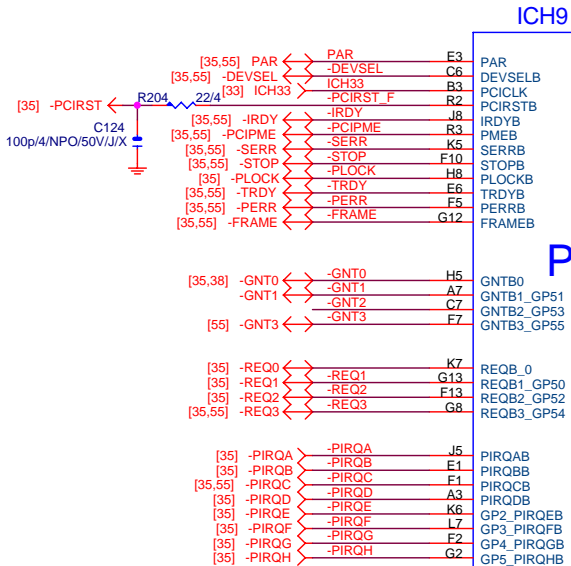 ICH9
[35,55] PAR PAR E3 PAR
[35,55] -DEVSEL -DEVSEL C6 DEVSELB
[33] ICH33 ICH33 B3 PCICLK
[35] -PCIRST R204 22/4 -PCIRST_F R2 PCIRSTB
[35,55] -IRDY -IRDY J8 IRDYB
C124
100p/4/NPO/50V/J/X
[35,55] -PCIPME -PCIPME R3 PMEB
[35,55] -SERR -SERR K5 SERRB
[35,55] -STOP -STOP F10 STOPB
[35] -PLOCK -PLOCK H8 PLOCKB
[35,55] -TRDY -TRDY E6 TRDYB
[35,55] -PERR -PERR F5 PERRB
[35,55] -FRAME -FRAME G12 FRAMEB
P
[35,38] -GNT0 -GNT0 H5 GNTB0
-GNT1 -GNT1 A7 GNTB1_GP51
-GNT2 C7 GNTB2_GP53
[55] -GNT3 -GNT3 F7 GNTB3_GP55
[35] -REQ0 K7 REQB_0
[35] -REQ1 -REQ1 G13 REQB1_GP50
[35] -REQ2 -REQ2 F13 REQB2_GP52
[35,55] -REQ3 -REQ3 G8 REQB3_GP54
[35] -PIRQA -PIRQA J5 PIRQAB
[35] -PIRQB -PIRQB E1 PIRQBB
[35,55] -PIRQC -PIRQC F1 PIRQCB
[35] -PIRQD -PIRQD A3 PIRQDB
[35] -PIRQE -PIRQE K6 GP2_PIRQEB
[35] -PIRQF -PIRQF L7 GP3_PIRQFB
[35] -PIRQG -PIRQG F2 GP4_PIRQGB
[35] -PIRQH -PIRQH G2 GP5_PIRQHB